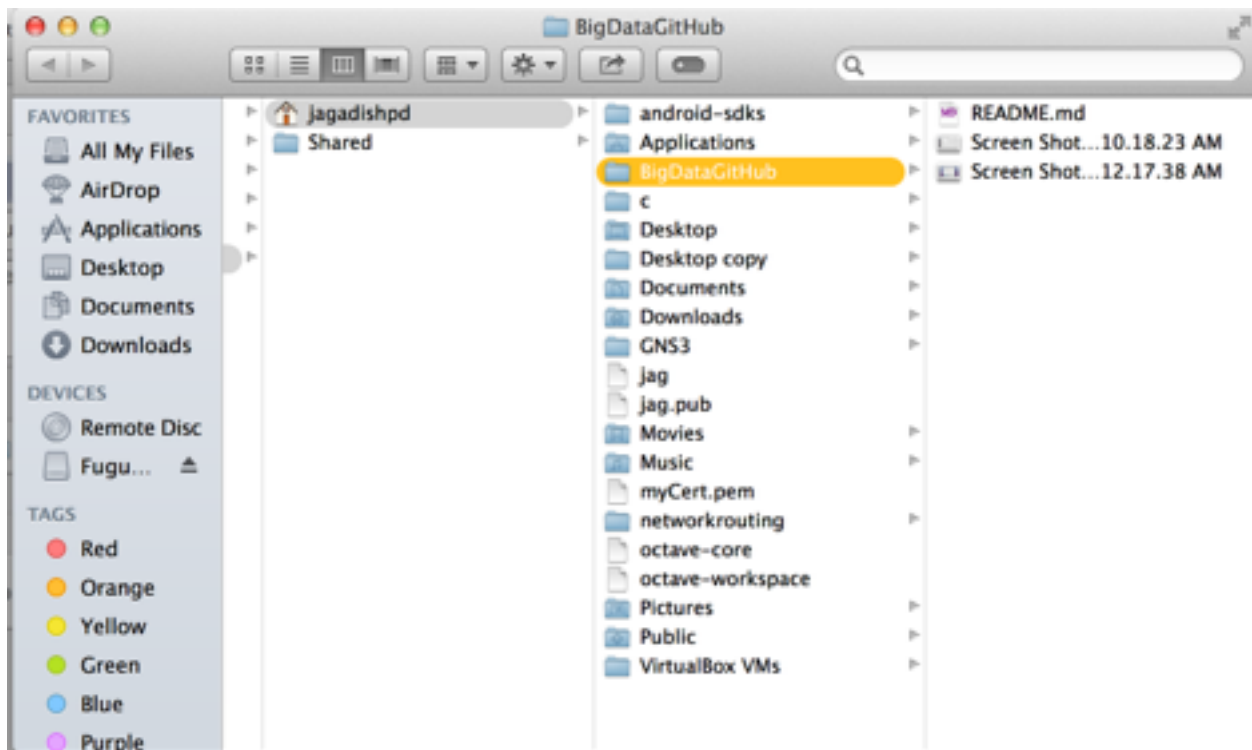 BigDataGitHub
FAVORITES
All My Files
AirDrop
Applications
Desktop
Documents
Downloads
DEVICES
Remote Disc
Fugu...
TAGS
Red
Orange
Yellow
Green
Blue
Purple
jagadishpd
Shared
android-sdks
Applications
BigDataGitHub
c
Desktop
Desktop copy
Documents
Downloads
GNS3
jag
jag.pub
Movies
Music
myCert.pem
networkrouting
octave-core
octave-workspace
Pictures
Public
VirtualBox VMs
README.md
Screen Shot...10.18.23 AM
Screen Shot...12.17.38 AM